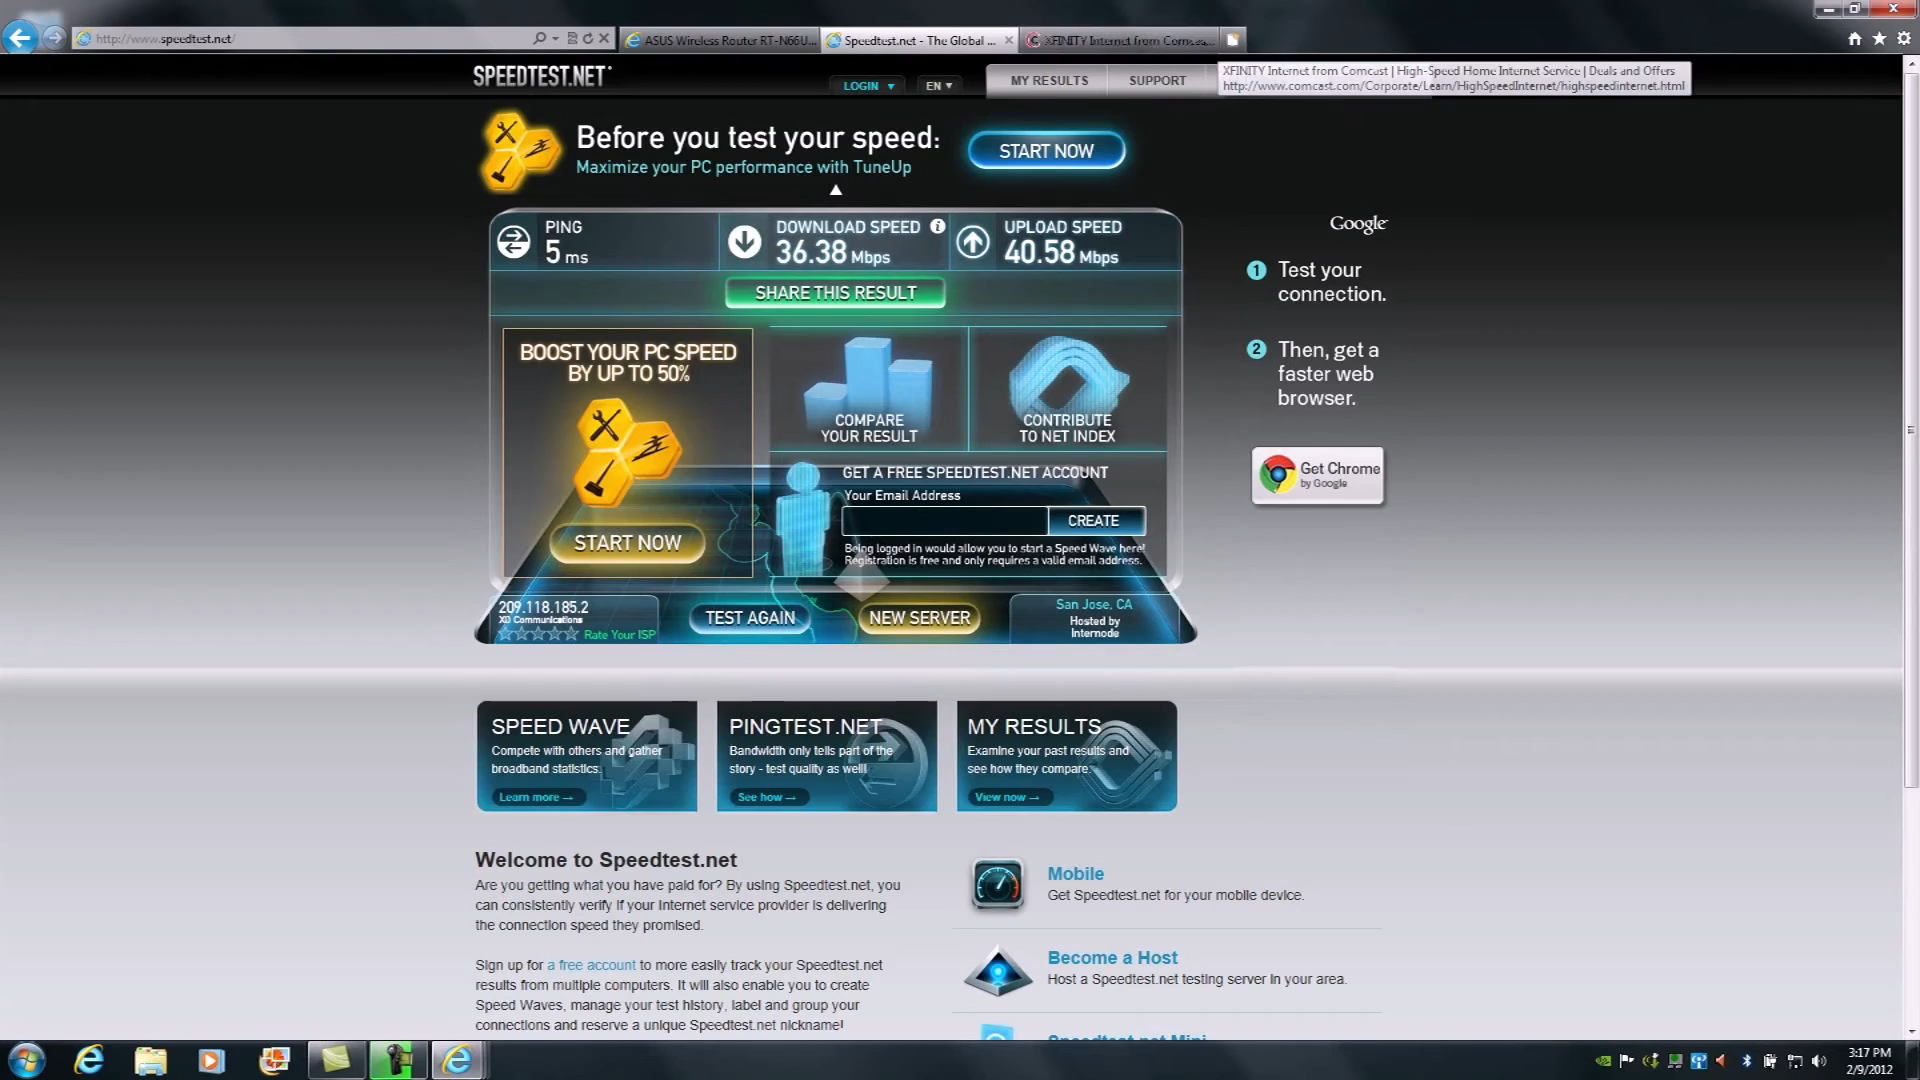 http://www.speedtest.net/
ASUS Wireless Router RT-N66U...
Speedtest.net - The Global ...
XFINITY Internet from Comcas...
SPEEDTEST.NET
LOGIN
EN
MY RESULTS
SUPPORT
XFINITY Internet from Comcast | High-Speed Home Internet Service | Deals and Offers
http://www.comcast.com/Corporate/Learn/HighSpeedInternet/highspeedinternet.html
Before you test your speed:
Maximize your PC performance with TuneUp
START NOW
PING
5 ms
DOWNLOAD SPEED
36.38 Mbps
UPLOAD SPEED
40.58 Mbps
SHARE THIS RESULT
BOOST YOUR PC SPEED
BY UP TO 50%
START NOW
COMPARE
YOUR RESULT
CONTRIBUTE
TO NET INDEX
GET A FREE SPEEDTEST.NET ACCOUNT
Your Email Address
CREATE
Being logged in would allow you to start a Speed Wave here!
Registration is free and only requires a valid email address.
209.118.185.2
XO Communications
Rate Your ISP
TEST AGAIN
NEW SERVER
San Jose, CA
Hosted by
Internode
Google
1 Test your
connection.
2 Then, get a
faster web
browser.
Get Chrome
by Google
SPEED WAVE
Compete with others and gather
broadband statistics.
Learn more →
PINGTEST.NET
Bandwidth only tells part of the
story - test quality as well!
See how →
MY RESULTS
Examine your past results and
see how they compare.
View now →
Welcome to Speedtest.net
Are you getting what you have paid for? By using Speedtest.net, you
can consistently verify if your Internet service provider is delivering
the connection speed they promised.
Sign up for a free account to more easily track your Speedtest.net
results from multiple computers. It will also enable you to create
Speed Waves, manage your test history, label and group your
connections and reserve a unique Speedtest.net nickname!
Mobile
Get Speedtest.net for your mobile device.
Become a Host
Host a Speedtest.net testing server in your area.
Speedtest.net Mini
3:17 PM
2/9/2012